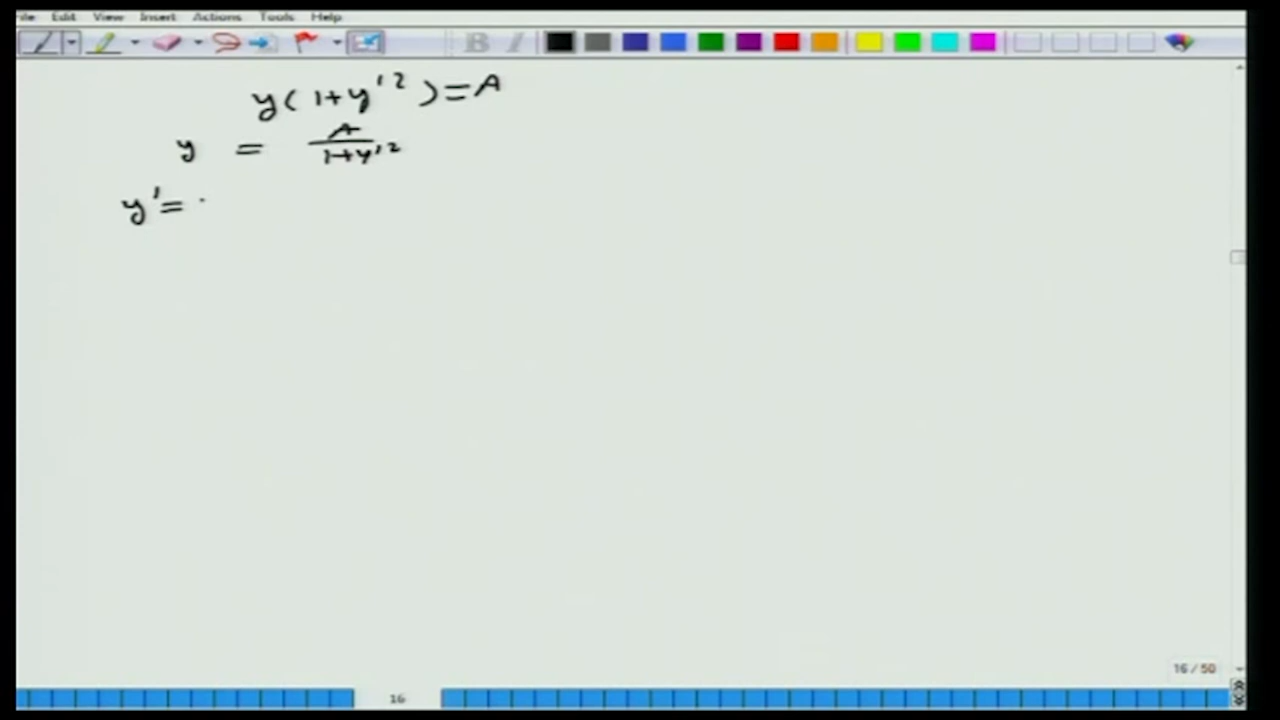 File Edit View Insert Actions Tools Help
B I
y(1+y'²)=A
y = A/(1+y'²)
y'=
16 / 50
16